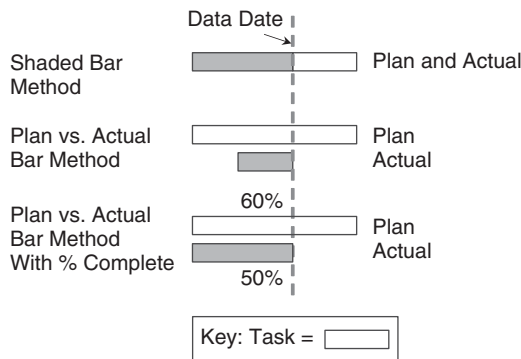 Data Date
Shaded Bar
Method
Plan and Actual
Plan vs. Actual
Bar Method
Plan
Actual
60%
Plan vs. Actual
Bar Method
With % Complete
Plan
Actual
50%
Key: Task =